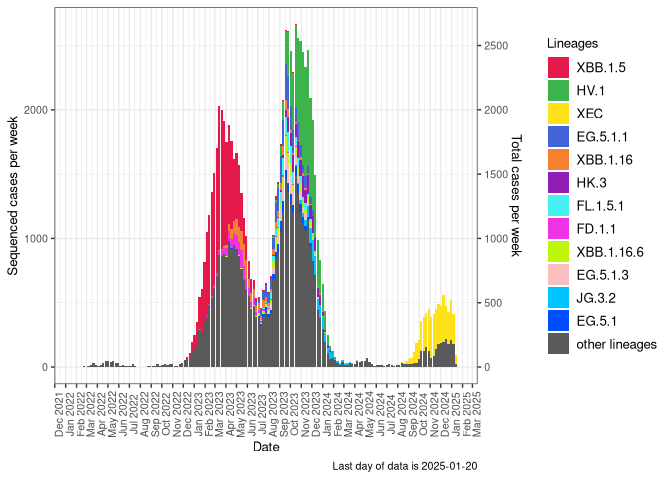 Sequenced cases per week
2000
1000
0
2500
2000
1500
1000
500
0
Total cases per week
Dec 2021
Jan 2022
Feb 2022
Mar 2022
Apr 2022
May 2022
Jun 2022
Jul 2022
Aug 2022
Sep 2022
Oct 2022
Nov 2022
Dec 2022
Jan 2023
Feb 2023
Mar 2023
Apr 2023
May 2023
Jun 2023
Jul 2023
Aug 2023
Sep 2023
Oct 2023
Nov 2023
Dec 2023
Jan 2024
Feb 2024
Mar 2024
Apr 2024
May 2024
Jun 2024
Jul 2024
Aug 2024
Sep 2024
Oct 2024
Nov 2024
Dec 2024
Jan 2025
Feb 2025
Mar 2025
Date
Last day of data is 2025-01-20
Lineages
XBB.1.5
HV.1
XEC
EG.5.1.1
XBB.1.16
HK.3
FL.1.5.1
FD.1.1
XBB.1.16.6
EG.5.1.3
JG.3.2
EG.5.1
other lineages